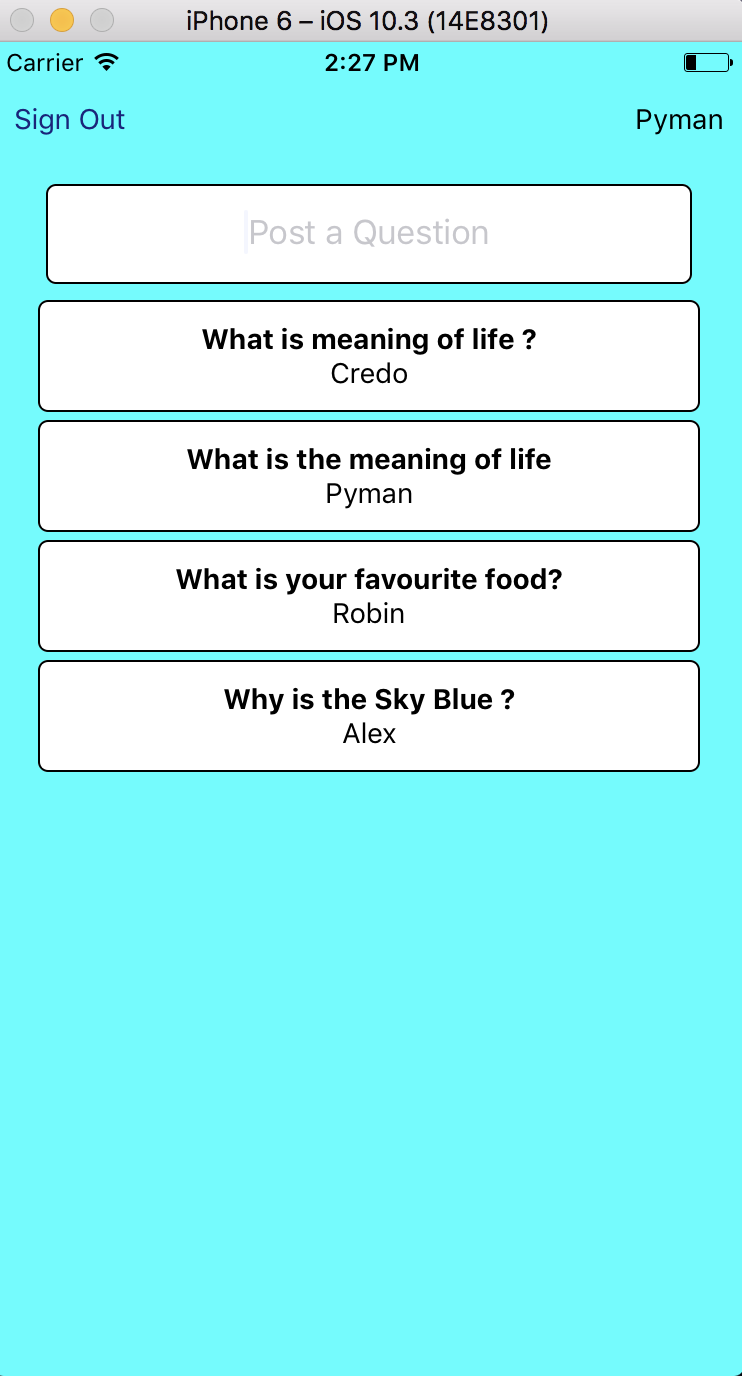 iPhone 6 – iOS 10.3 (14E8301)
Carrier 2:27 PM
Sign Out Pyman
Post a Question
What is meaning of life ?
Credo
What is the meaning of life
Pyman
What is your favourite food?
Robin
Why is the Sky Blue ?
Alex